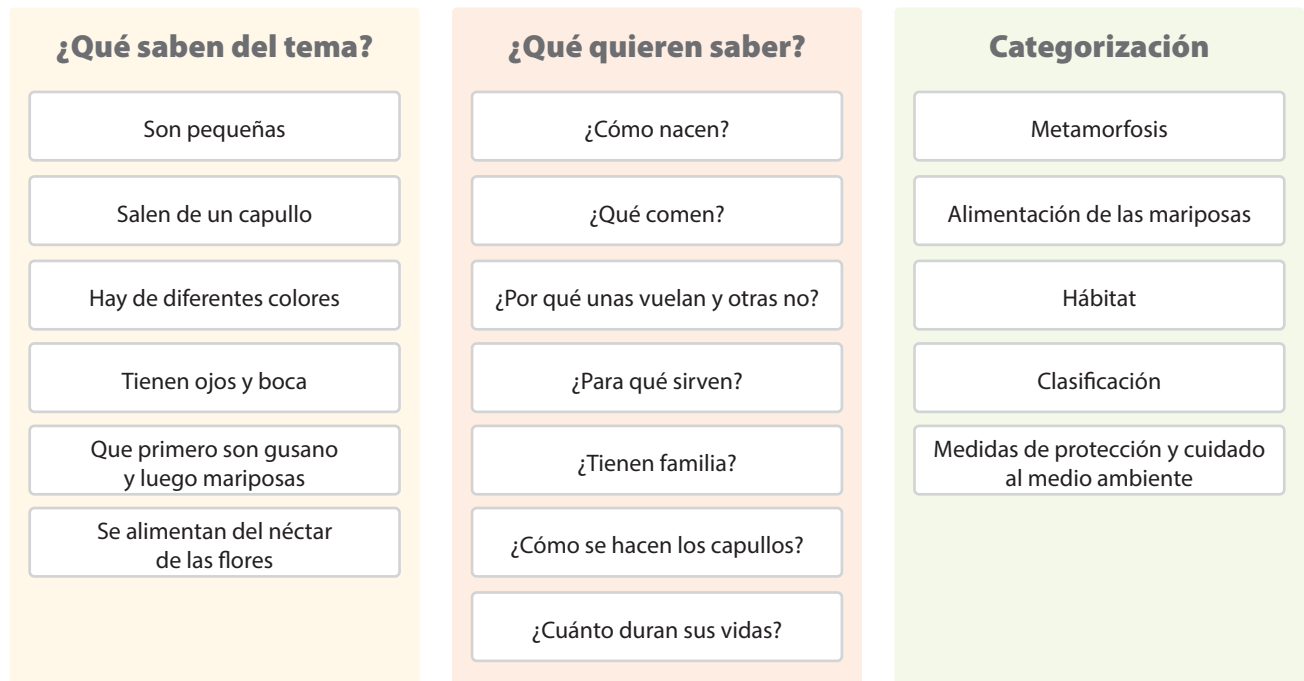 ¿Qué saben del tema?
Son pequeñas
Salen de un capullo
Hay de diferentes colores
Tienen ojos y boca
Que primero son gusano
y luego mariposas
Se alimentan del néctar
de las flores
¿Qué quieren saber?
¿Cómo nacen?
¿Qué comen?
¿Por qué unas vuelan y otras no?
¿Para qué sirven?
¿Tienen familia?
¿Cómo se hacen los capullos?
¿Cuánto duran sus vidas?
Categorización
Metamorfosis
Alimentación de las mariposas
Hábitat
Clasificación
Medidas de protección y cuidado
al medio ambiente